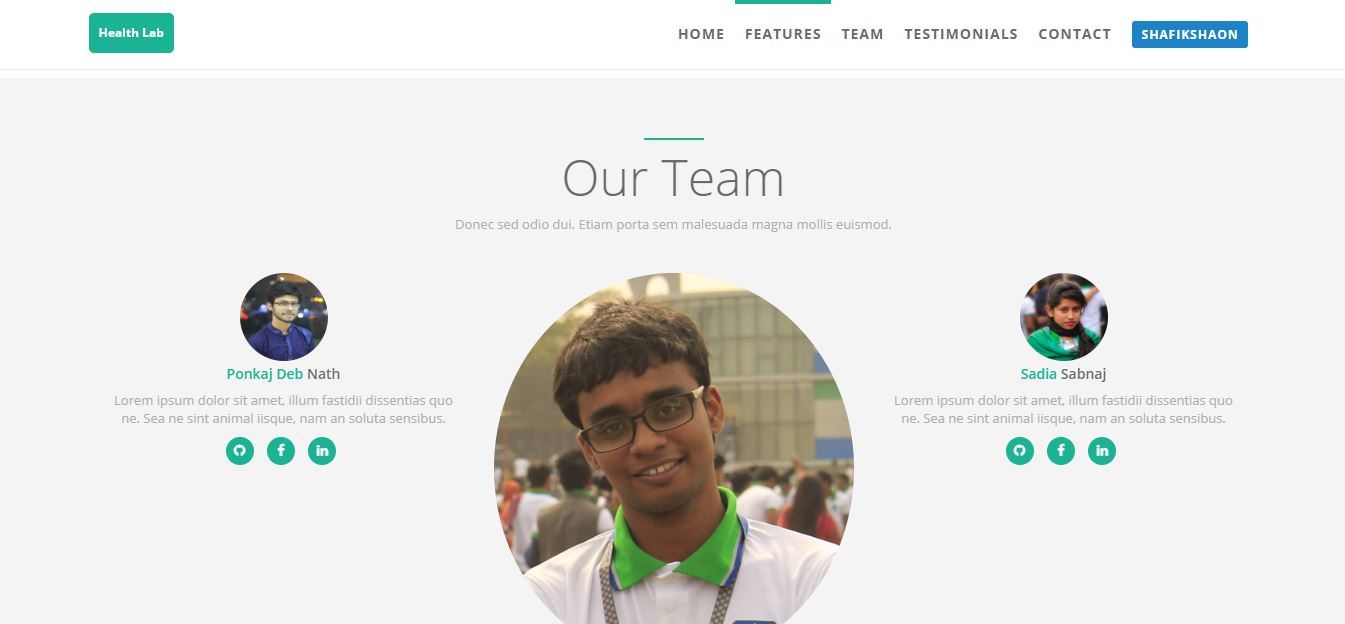 Health Lab
HOME FEATURES TEAM TESTIMONIALS CONTACT SHAFIKSHAON
Our Team
Donec sed odio dui. Etiam porta sem malesuada magna mollis euismod.
Ponkaj Deb Nath
Lorem ipsum dolor sit amet, illum fastidii dissentias quo
ne. Sea ne sint animal iisque, nam an soluta sensibus.
Sadia Sabnaj
Lorem ipsum dolor sit amet, illum fastidii dissentias quo
ne. Sea ne sint animal iisque, nam an soluta sensibus.